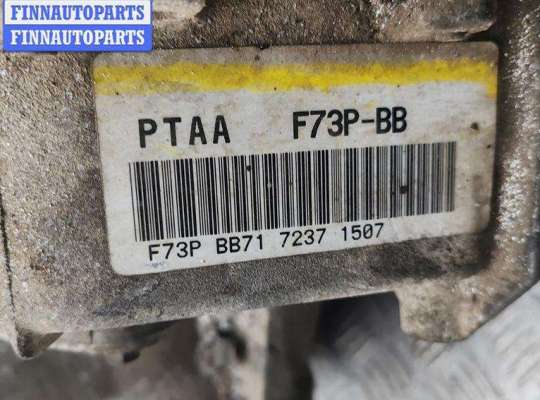 FINNAUTOPARTS
FINNAUTOPARTS
PTAA F73P-BB
F73P BB71 7237 1507